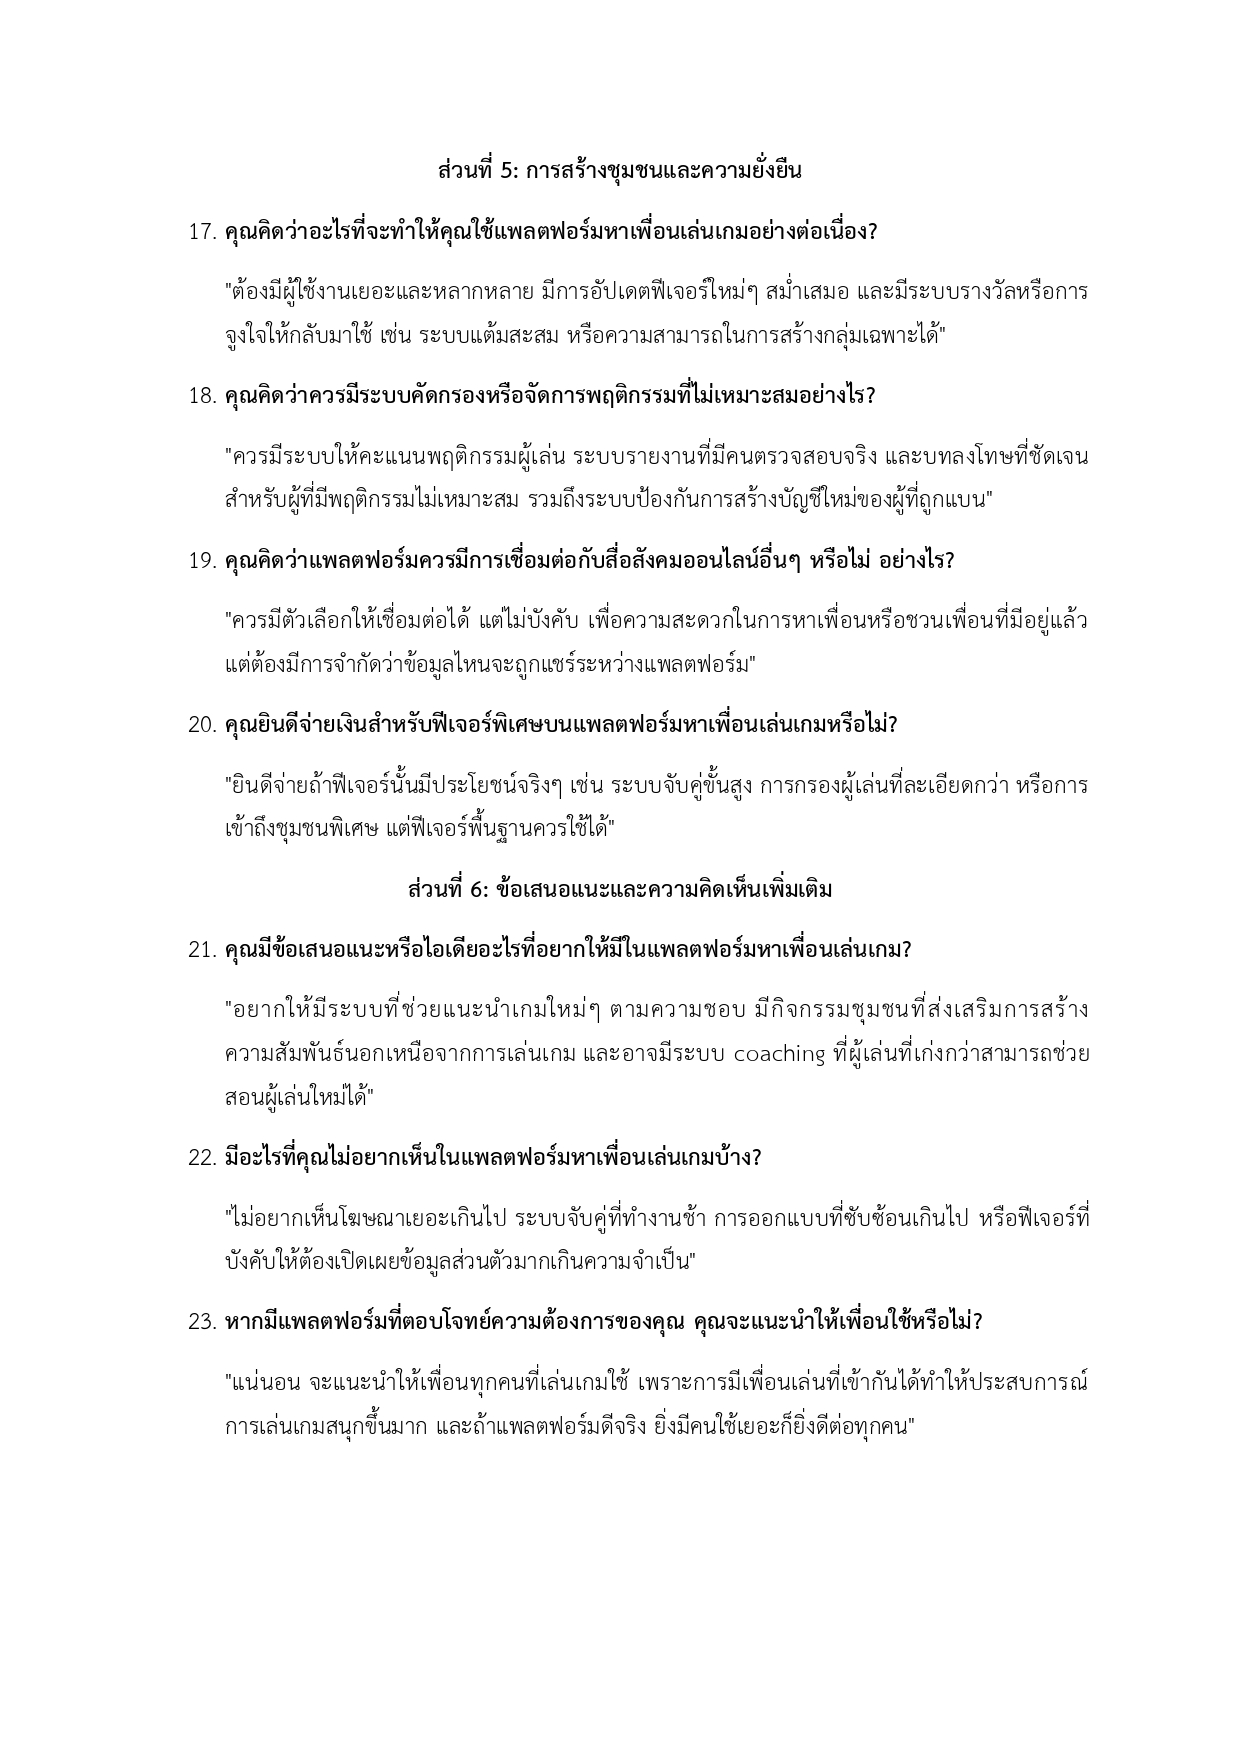 ส่วนที่ 5: การสร้างชุมชนและความยั่งยืน
17. คุณคิดว่าอะไรที่จะทำให้คุณใช้แพลตฟอร์มหาเพื่อนเล่นเกมอย่างต่อเนื่อง?
"ต้องมีผู้ใช้งานเยอะและหลากหลาย มีการอัปเดตฟีเจอร์ใหม่ๆ สม่ำเสมอ และมีระบบรางวัลหรือการ
จูงใจให้กลับมาใช้ เช่น ระบบแต้มสะสม หรือความสามารถในการสร้างกลุ่มเฉพาะได้"
18. คุณคิดว่าควรมีระบบคัดกรองหรือจัดการพฤติกรรมที่ไม่เหมาะสมอย่างไร?
"ควรมีระบบให้คะแนนพฤติกรรมผู้เล่น ระบบรายงานที่มีคนตรวจสอบจริง และบทลงโทษที่ชัดเจน
สำหรับผู้ที่มีพฤติกรรมไม่เหมาะสม รวมถึงระบบป้องกันการสร้างบัญชีใหม่ของผู้ที่ถูกแบน"
19. คุณคิดว่าแพลตฟอร์มควรมีการเชื่อมต่อกับสื่อสังคมออนไลน์อื่นๆ หรือไม่ อย่างไร?
"ควรมีตัวเลือกให้เชื่อมต่อได้ แต่ไม่บังคับ เพื่อความสะดวกในการหาเพื่อนหรือชวนเพื่อนที่มีอยู่แล้ว
แต่ต้องมีการจำกัดว่าข้อมูลไหนจะถูกแชร์ระหว่างแพลตฟอร์ม"
20. คุณยินดีจ่ายเงินสำหรับฟีเจอร์พิเศษบนแพลตฟอร์มหาเพื่อนเล่นเกมหรือไม่?
"ยินดีจ่ายถ้าฟีเจอร์นั้นมีประโยชน์จริงๆ เช่น ระบบจับคู่ขั้นสูง การกรองผู้เล่นที่ละเอียดกว่า หรือการ
เข้าถึงชุมชนพิเศษ แต่ฟีเจอร์พื้นฐานควรใช้ได้"
ส่วนที่ 6: ข้อเสนอแนะและความคิดเห็นเพิ่มเติม
21. คุณมีข้อเสนอแนะหรือไอเดียอะไรที่อยากให้มีในแพลตฟอร์มหาเพื่อนเล่นเกม?
"อยากให้มีระบบที่ช่วยแนะนำเกมใหม่ๆ ตามความชอบ มีกิจกรรมชุมชนที่ส่งเสริมการสร้าง
ความสัมพันธ์นอกเหนือจากการเล่นเกม และอาจมีระบบ coaching ที่ผู้เล่นที่เก่งกว่าสามารถช่วย
สอนผู้เล่นใหม่ได้"
22. มีอะไรที่คุณไม่อยากเห็นในแพลตฟอร์มหาเพื่อนเล่นเกมบ้าง?
"ไม่อยากเห็นโฆษณาเยอะเกินไป ระบบจับคู่ที่ทำงานช้า การออกแบบที่ซับซ้อนเกินไป หรือฟีเจอร์ที่
บังคับให้ต้องเปิดเผยข้อมูลส่วนตัวมากเกินความจำเป็น"
23. หากมีแพลตฟอร์มที่ตอบโจทย์ความต้องการของคุณ คุณจะแนะนำให้เพื่อนใช้หรือไม่?
"แน่นอน จะแนะนำให้เพื่อนทุกคนที่เล่นเกมใช้ เพราะการมีเพื่อนเล่นที่เข้ากันได้ทำให้ประสบการณ์
การเล่นเกมสนุกขึ้นมาก และถ้าแพลตฟอร์มดีจริง ยิ่งมีคนใช้เยอะก็ยิ่งดีต่อทุกคน"